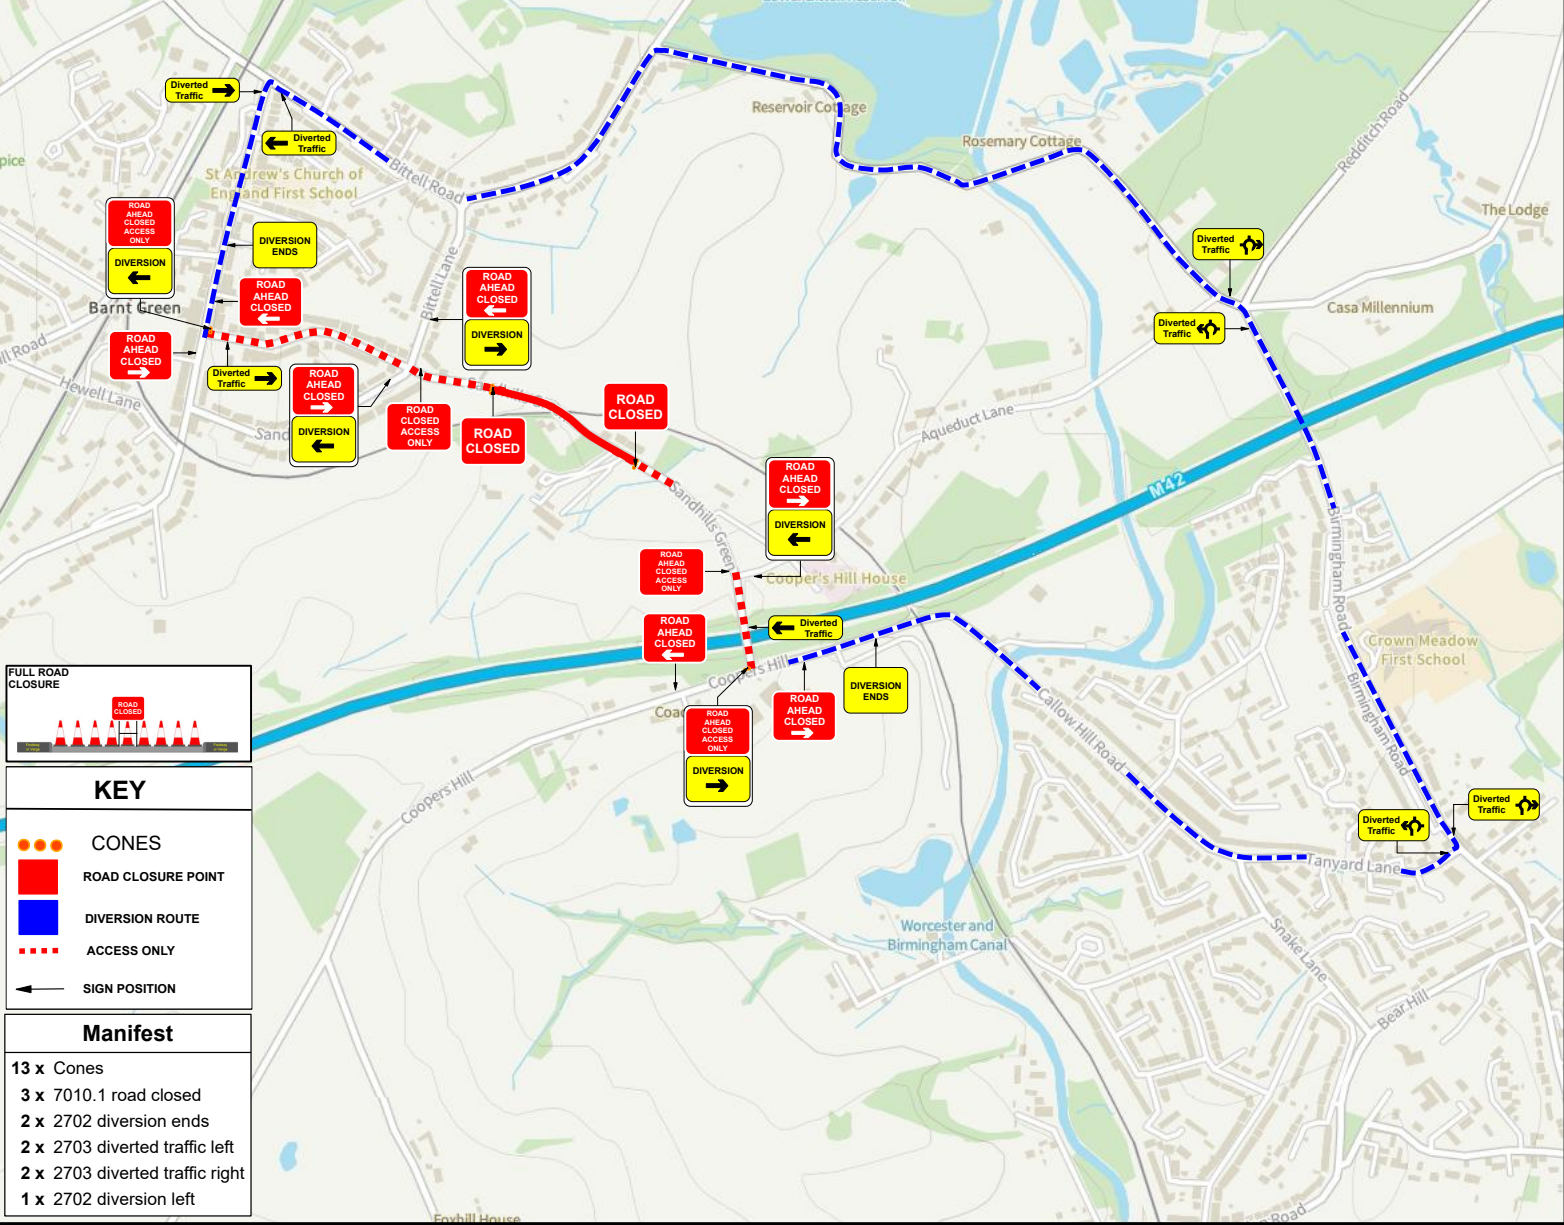 Reservoir Cottage
Rosemary Cottage
Redditch Road
The Lodge
pice
Diverted
Traffic
Diverted
Traffic
Bittell Road
St Andrew's Church of
England First School
ROAD
AHEAD
CLOSED
ACCESS
ONLY
DIVERSION
DIVERSION
ENDS
Diverted
Traffic
Casa Millennium
Diverted
Traffic
Bittell Lane
ROAD
AHEAD
CLOSED
DIVERSION
ROAD
AHEAD
CLOSED
Barnt Green
ROAD
AHEAD
CLOSED
Hewell Lane
Diverted
Traffic
ROAD
AHEAD
CLOSED
DIVERSION
Sand
ROAD
CLOSED
ACCESS
ONLY
ROAD
CLOSED
ROAD
CLOSED
Aqueduct Lane
M42
ROAD
AHEAD
CLOSED
DIVERSION
Sandhills Green
ROAD
AHEAD
CLOSED
ACCESS
ONLY
Cooper's Hill House
Birmingham Road
ROAD
AHEAD
CLOSED
Diverted
Traffic
Crown Meadow
First School
Coopers Hill
ROAD
AHEAD
CLOSED
ACCESS
ONLY
DIVERSION
ROAD
AHEAD
CLOSED
DIVERSION
ENDS
Callow Hill Road
Birmingham Road
Coopers Hill
Diverted
Traffic
Diverted
Traffic
Tanyard Lane
Worcester and
Birmingham Canal
Snake Lane
Bear Hill
Road
Foxhill House
FULL ROAD
CLOSURE
ROAD
CLOSED
KEY
CONES
ROAD CLOSURE POINT
DIVERSION ROUTE
ACCESS ONLY
SIGN POSITION
Manifest
13 x Cones
3 x 7010.1 road closed
2 x 2702 diversion ends
2 x 2703 diverted traffic left
2 x 2703 diverted traffic right
1 x 2702 diversion left